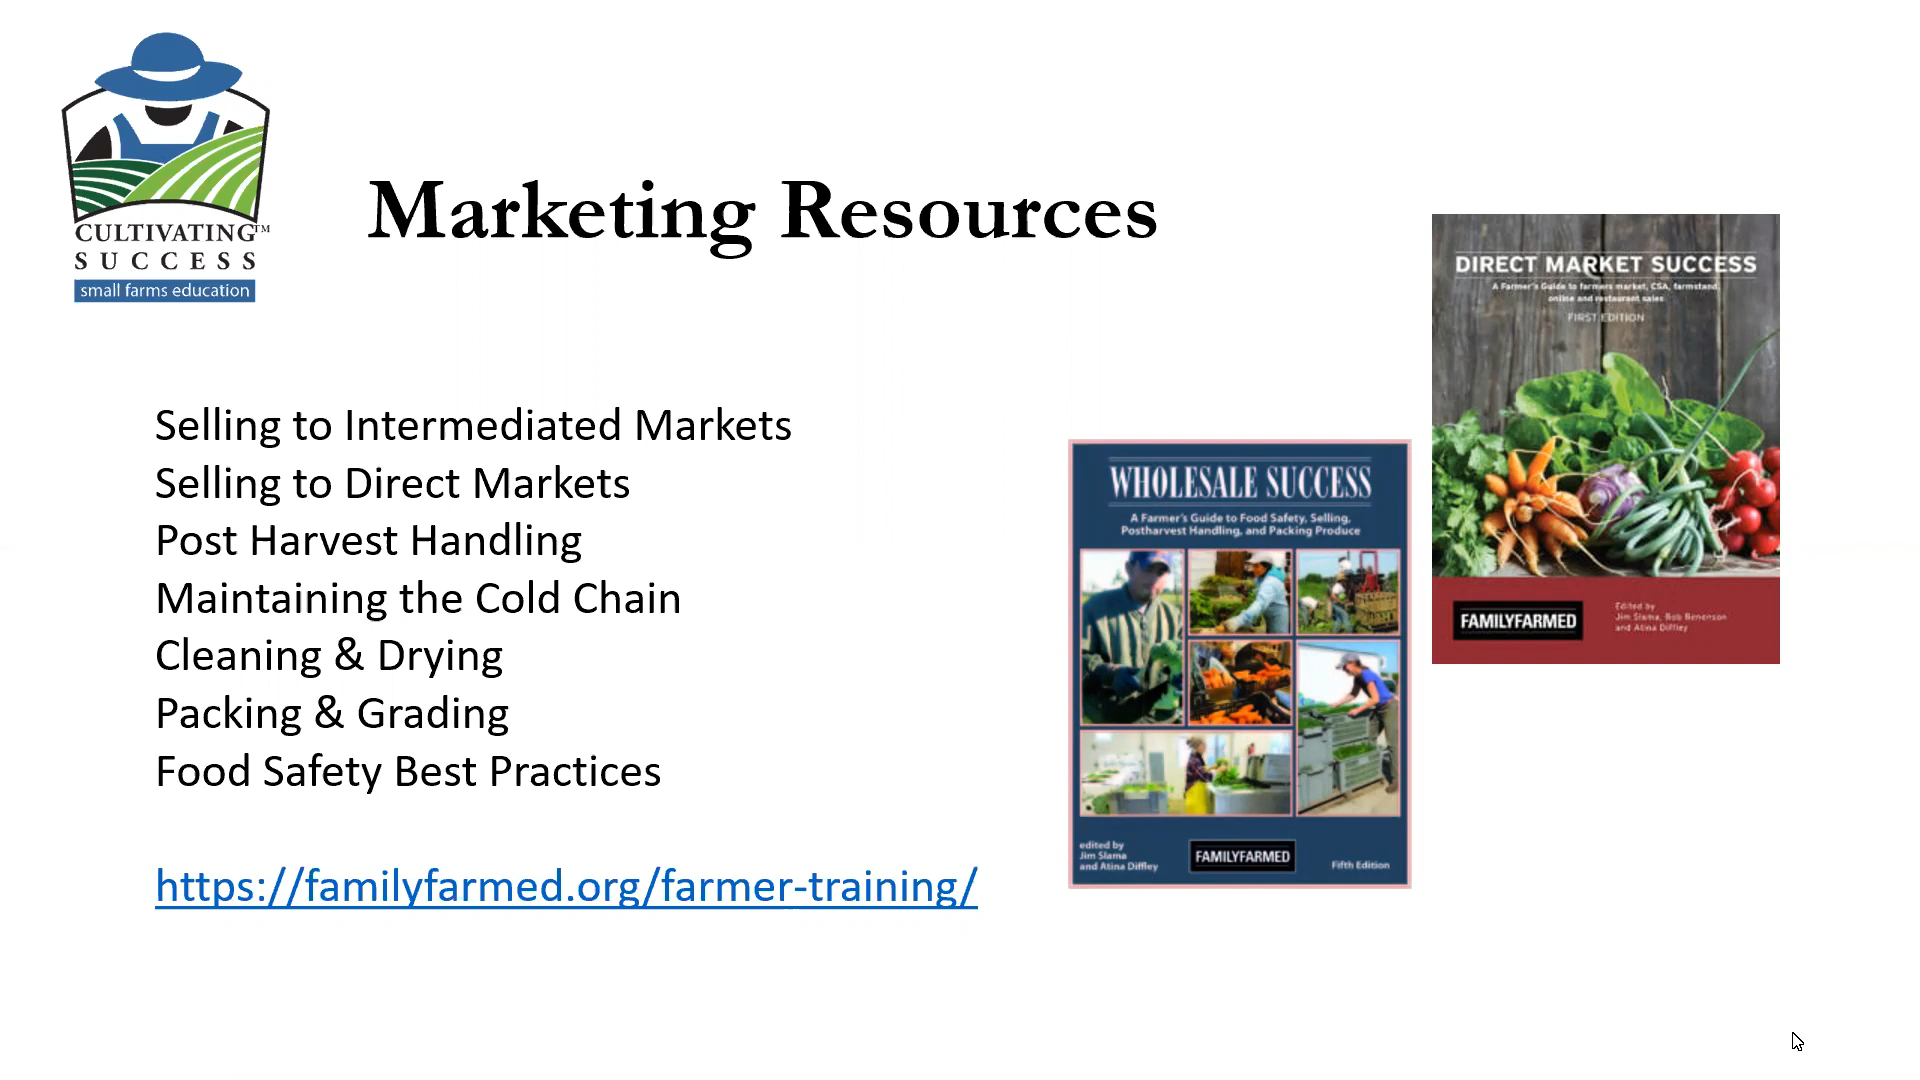 CULTIVATING™
SUCCESS
small farms education
Marketing Resources
Selling to Intermediated Markets
Selling to Direct Markets
Post Harvest Handling
Maintaining the Cold Chain
Cleaning & Drying
Packing & Grading
Food Safety Best Practices
https://familyfarmed.org/farmer-training/
WHOLESALE SUCCESS
A Farmer's Guide to Food Safety, Selling,
Postharvest Handling, and Packing Produce
edited by
Jim Slama
and Atina Diffley
FAMILYFARMED
Fifth Edition
DIRECT MARKET SUCCESS
A Farmer's Guide to farmers market, CSA, farmstand,
online and restaurant sales
FIRST EDITION
FAMILYFARMED
Edited by
Jim Slama, Bob Benenson
and Atina Diffley